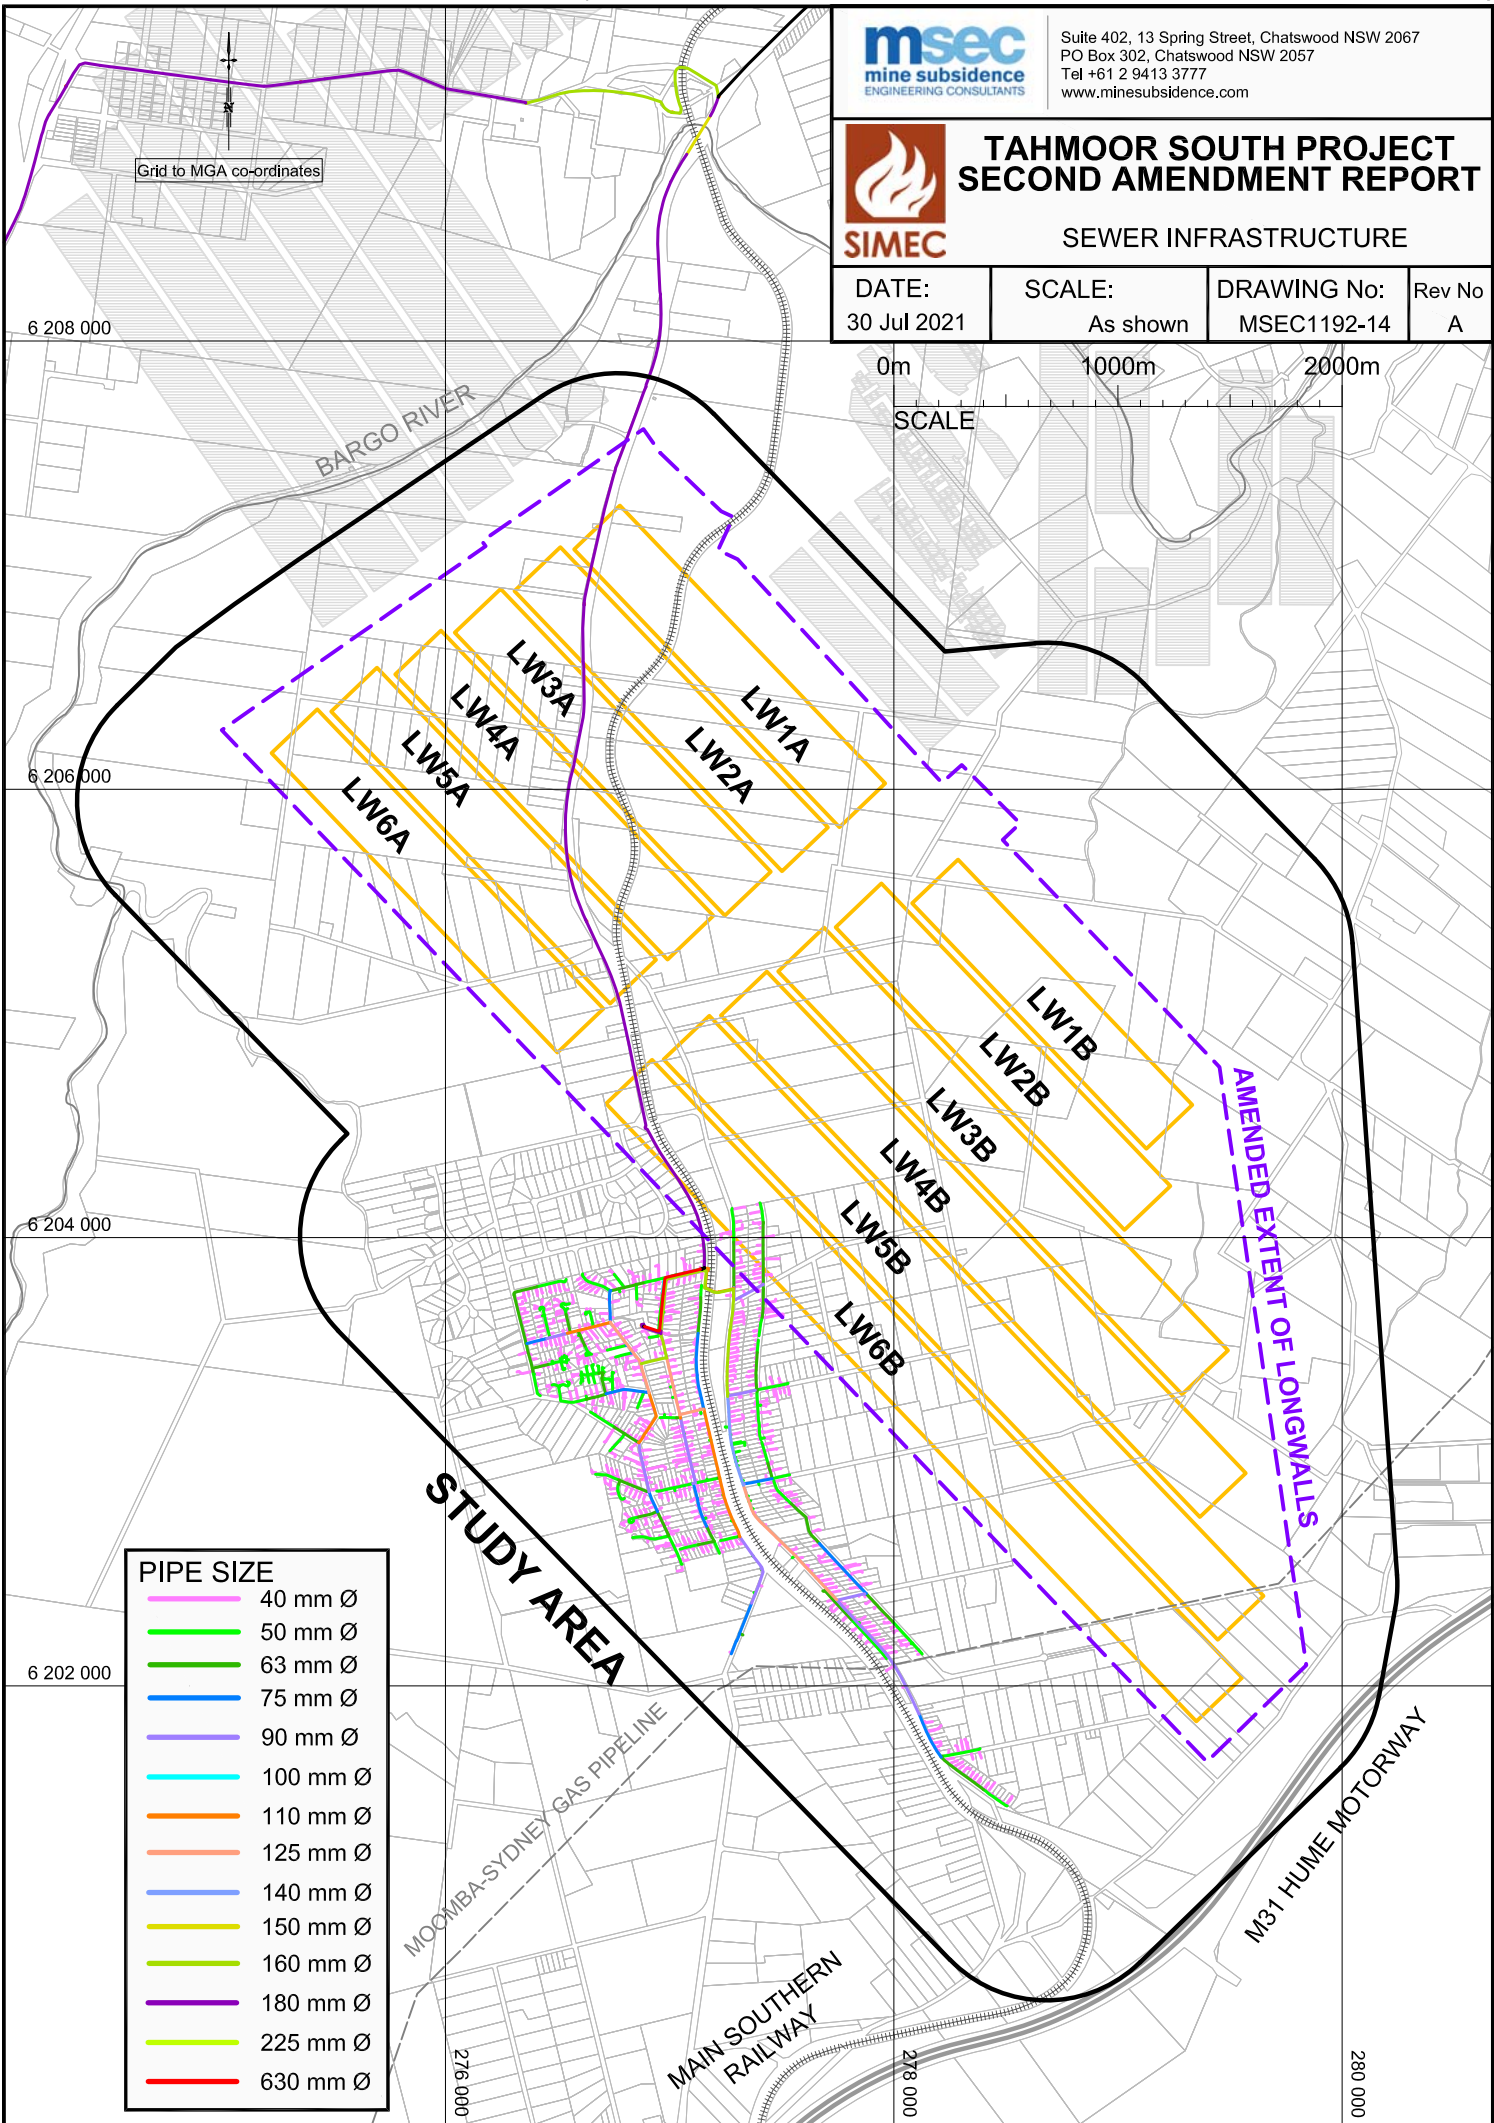 msec
mine subsidence
ENGINEERING CONSULTANTS
Suite 402, 13 Spring Street, Chatswood NSW 2067
PO Box 302, Chatswood NSW 2057
Tel +61 2 9413 3777
www.minesubsidence.com
SIMEC
TAHMOOR SOUTH PROJECT
SECOND AMENDMENT REPORT
SEWER INFRASTRUCTURE
DATE:
30 Jul 2021
SCALE:
As shown
DRAWING No:
MSEC1192-14
Rev No
A
N
Grid to MGA co-ordinates
0m 1000m 2000m
SCALE
6 208 000
BARGO RIVER
LW1A
LW2A
LW3A
LW4A
LW5A
LW6A
6 206 000
LW1B
LW2B
LW3B
LW4B
LW5B
LW6B
AMENDED EXTENT OF LONGWALLS
6 204 000
STUDY AREA
6 202 000
MOOMBA-SYDNEY GAS PIPELINE
M31 HUME MOTORWAY
MAIN SOUTHERN
RAILWAY
276 000
278 000
280 000
PIPE SIZE
40 mm Ø
50 mm Ø
63 mm Ø
75 mm Ø
90 mm Ø
100 mm Ø
110 mm Ø
125 mm Ø
140 mm Ø
150 mm Ø
160 mm Ø
180 mm Ø
225 mm Ø
630 mm Ø